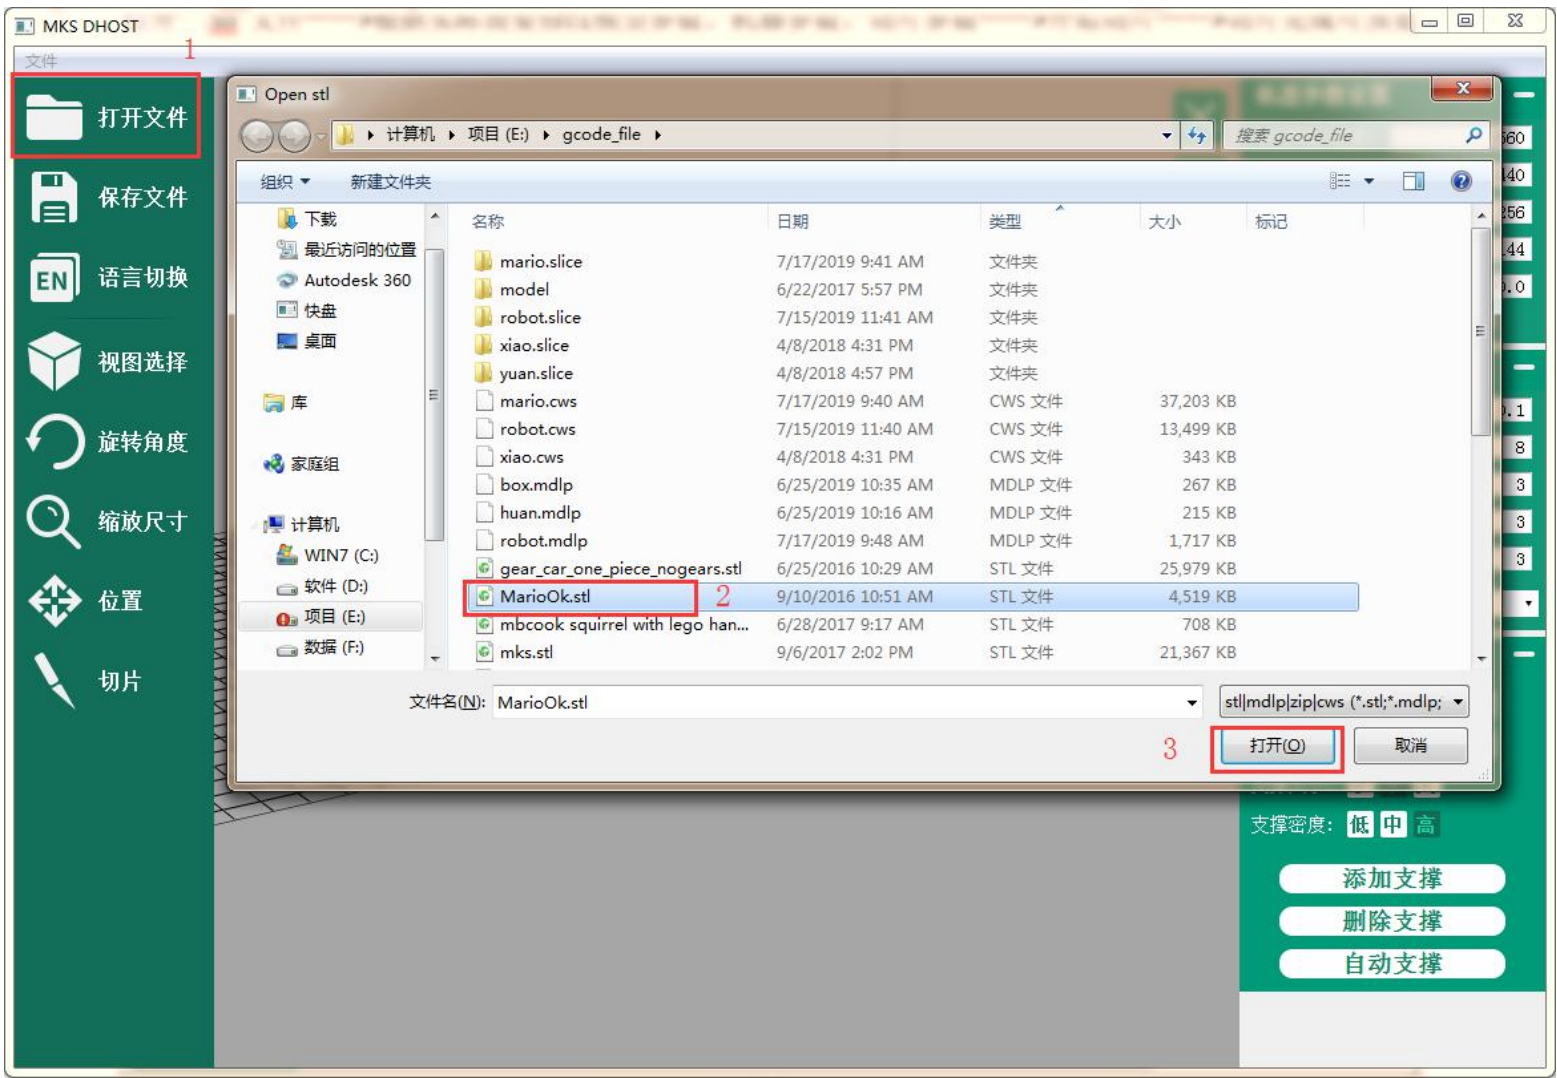 MKS DHOST
1
文件
打开文件
保存文件
语言切换
EN
视图选择
旋转角度
缩放尺寸
位置
切片
Open stl
计算机 项目 (E:) gcode_file
搜索 gcode_file
组织 新建文件夹
下载
最近访问的位置
Autodesk 360
快盘
桌面
库
家庭组
计算机
WIN7 (C:)
软件 (D:)
项目 (E:)
数据 (F:)
名称 日期 类型 大小 标记
mario.slice 7/17/2019 9:41 AM 文件夹
model 6/22/2017 5:57 PM 文件夹
robot.slice 7/15/2019 11:41 AM 文件夹
xiao.slice 4/8/2018 4:31 PM 文件夹
yuan.slice 4/8/2018 4:57 PM 文件夹
mario.cws 7/17/2019 9:40 AM CWS 文件 37,203 KB
robot.cws 7/15/2019 11:40 AM CWS 文件 13,499 KB
xiao.cws 4/8/2018 4:31 PM CWS 文件 343 KB
box.mdlp 6/25/2019 10:35 AM MDLP 文件 267 KB
huan.mdlp 6/25/2019 10:16 AM MDLP 文件 215 KB
robot.mdlp 7/17/2019 9:48 AM MDLP 文件 1,717 KB
gear_car_one_piece_nogears.stl 6/25/2016 10:29 AM STL 文件 25,979 KB
MarioOk.stl 2 9/10/2016 10:51 AM STL 文件 4,519 KB
mbcook squirrel with lego han... 6/28/2017 9:17 AM STL 文件 708 KB
mks.stl 9/6/2017 2:02 PM STL 文件 21,367 KB
文件名(N): MarioOk.stl
stl|mdlp|zip|cws (*.stl;*.mdlp;
3 打开(O) 取消
560
140
256
144
0.0
0.1
8
3
3
3
支撑密度: 低 中 高
添加支撑
删除支撑
自动支撑